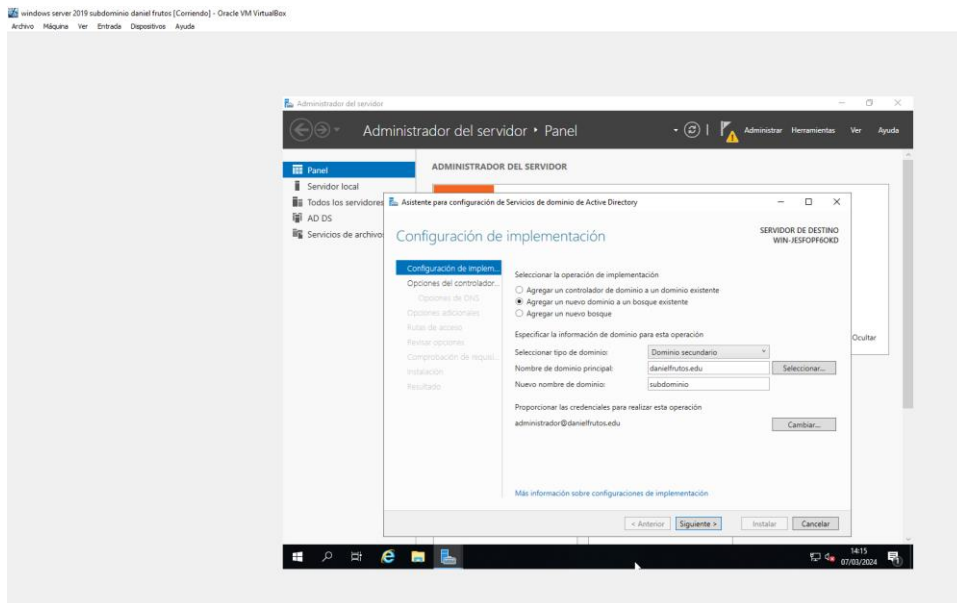 windows server 2019 subdominio daniel frutos [Corriendo] - Oracle VM VirtualBox
Archivo Máquina Ver Entrada Dispositivos Ayuda
Administrador del servidor
Administrador del servidor • Panel
Administrar Herramientas Ver Ayuda
Panel
Servidor local
Todos los servidores
AD DS
Servicios de archivo
ADMINISTRADOR DEL SERVIDOR
Asistente para configuración de Servicios de dominio de Active Directory
Configuración de implementación
SERVIDOR DE DESTINO
WIN-JESFOPF6OKD
Configuración de implem...
Opciones del controlador...
Opciones de DNS
Opciones adicionales
Rutas de acceso
Revisar opciones
Comprobación de requisi...
Instalación
Resultado
Seleccionar la operación de implementación
Agregar un controlador de dominio a un dominio existente
Agregar un nuevo dominio a un bosque existente
Agregar un nuevo bosque
Especificar la información de dominio para esta operación
Seleccionar tipo de dominio: Dominio secundario
Nombre de dominio principal: danielfrutos.edu Seleccionar...
Nuevo nombre de dominio: subdominio
Proporcionar las credenciales para realizar esta operación
administrador@danielfrutos.edu Cambiar...
Más información sobre configuraciones de implementación
< Anterior Siguiente > Instalar Cancelar
Ocultar
14:15
07/03/2024